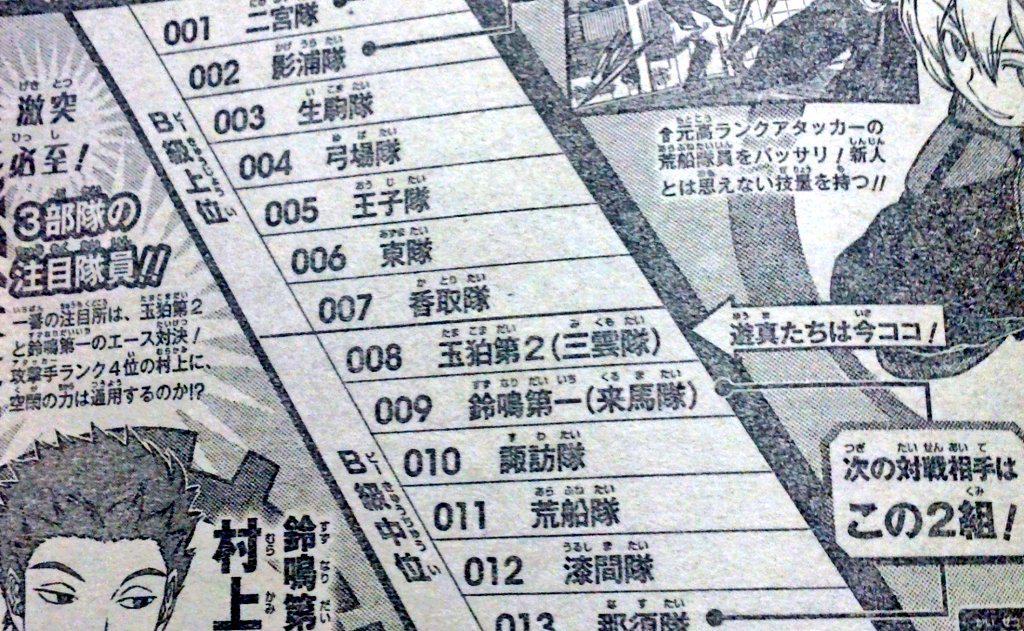 001 二宮隊
002 影浦隊
003 生駒隊
004 弓場隊
005 王子隊
006 東隊
007 香取隊
008 玉狛第2(三雲隊)
009 鈴鳴第一(来馬隊)
010 諏訪隊
011 荒船隊
012 漆間隊
013 那須隊
B級上位
B級中位
激突
必至!
3部隊の
注目隊員!!
一番の注目所は、玉狛第2
と鈴鳴第一のエース対決!
攻撃手ランク4位の村上に、
空閑の力は通用するのか!?
鈴鳴第
村上
元高ランクアタッカーの
荒船隊員をバッサリ!新人
とは思えない技量を持つ!!
遊真たちは今ココ!
次の対戦相手は
この2組!